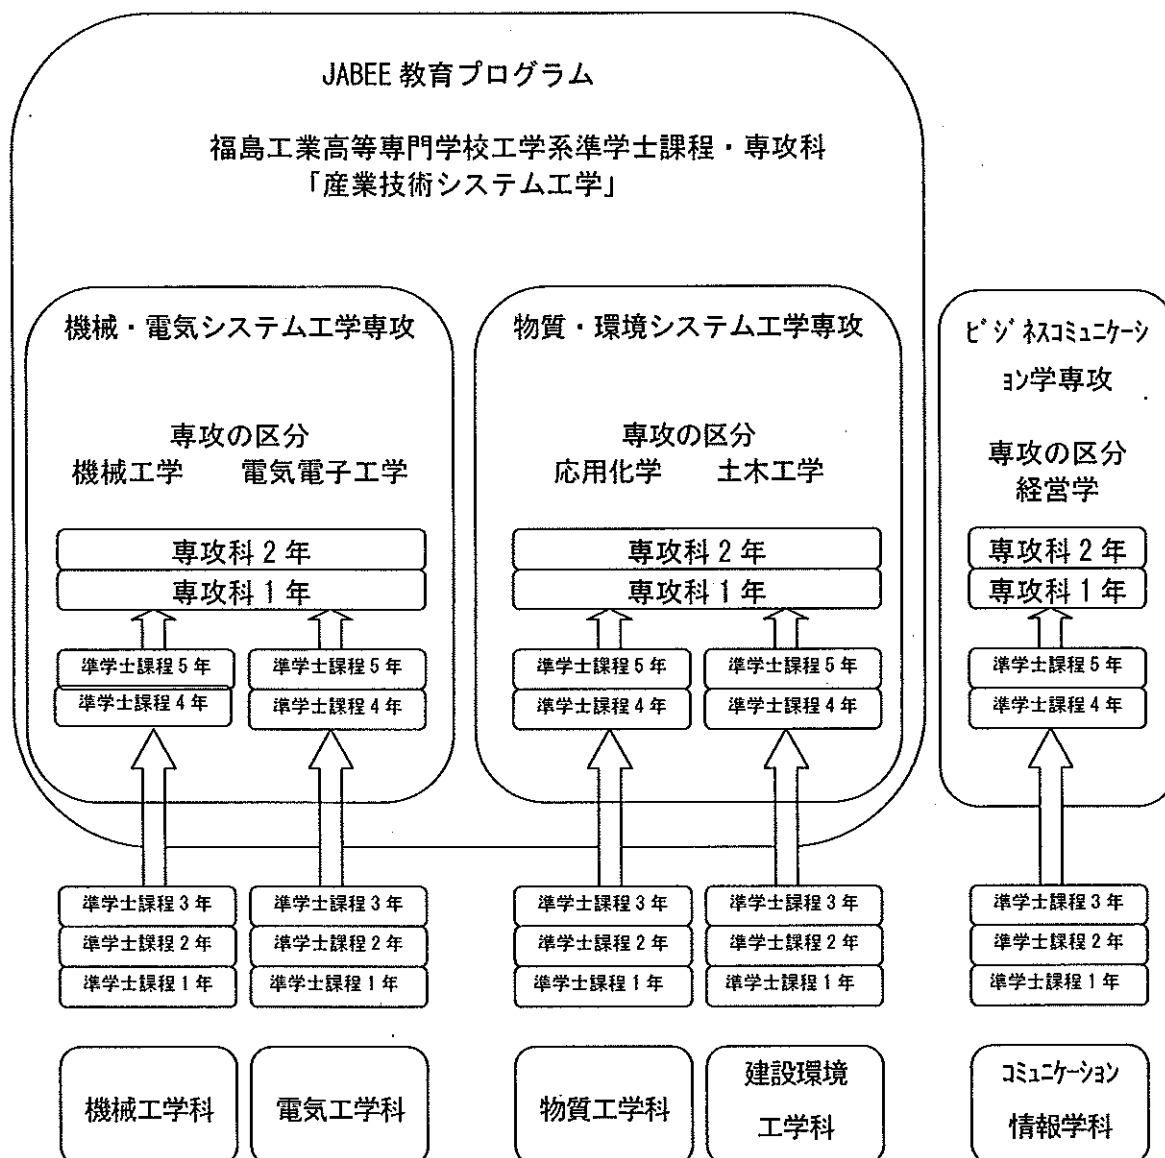 JABEE 教育プログラム
福島工業高等専門学校工学系準学士課程・専攻科
「産業技術システム工学」
機械・電気システム工学専攻
専攻の区分
機械工学 電気電子工学
専攻科２年
専攻科１年
準学士課程５年
準学士課程４年
準学士課程５年
準学士課程４年
物質・環境システム工学専攻
専攻の区分
応用化学 土木工学
専攻科２年
専攻科１年
準学士課程５年
準学士課程４年
準学士課程５年
準学士課程４年
ﾋﾞｼﾞﾈｽｺﾐｭﾆｹｰｼ
ｮﾝ学専攻
専攻の区分
経営学
専攻科２年
専攻科１年
準学士課程５年
準学士課程４年
準学士課程３年
準学士課程２年
準学士課程１年
準学士課程３年
準学士課程２年
準学士課程１年
準学士課程３年
準学士課程２年
準学士課程１年
準学士課程３年
準学士課程２年
準学士課程１年
準学士課程３年
準学士課程２年
準学士課程１年
機械工学科
電気工学科
物質工学科
建設環境
工学科
ｺﾐｭﾆｹｰｼｮﾝ
情報学科